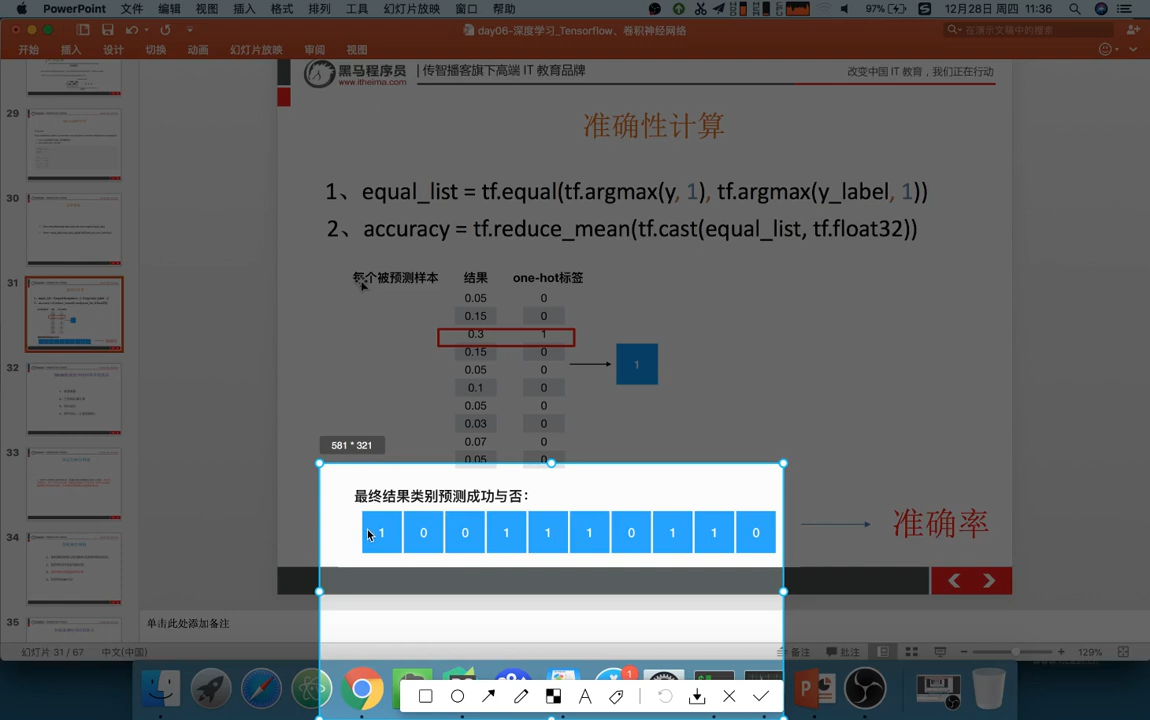 PowerPoint 文件 编辑 视图 插入 格式 排列 工具 幻灯片放映 窗口 帮助 97% 12月28日 周四 11:36
day06-深度学习_Tensorflow、卷积神经网络
在演示文稿中的搜索
开始 插入 设计 切换 动画 幻灯片放映 审阅 视图
黑马程序员 | 传智播客旗下高端 IT 教育品牌
www.itheima.com
改变中国 IT 教育，我们正在行动
准确性计算
1、equal_list = tf.equal(tf.argmax(y, 1), tf.argmax(y_label, 1))
2、accuracy = tf.reduce_mean(tf.cast(equal_list, tf.float32))
每个被预测样本 结果 one-hot标签
0.05 0
0.15 0
0.3 1
0.15 0
0.05 0
0.1 0
0.05 0
0.03 0
0.07 0
0.05 0
1
581 * 321
最终结果类别预测成功与否：
1 0 0 1 1 1 0 1 1 0
准确率
29
30
31
32
33
34
35
单击此处添加备注
幻灯片 31 / 67 中文(中国) 备注 批注 129%
1
A